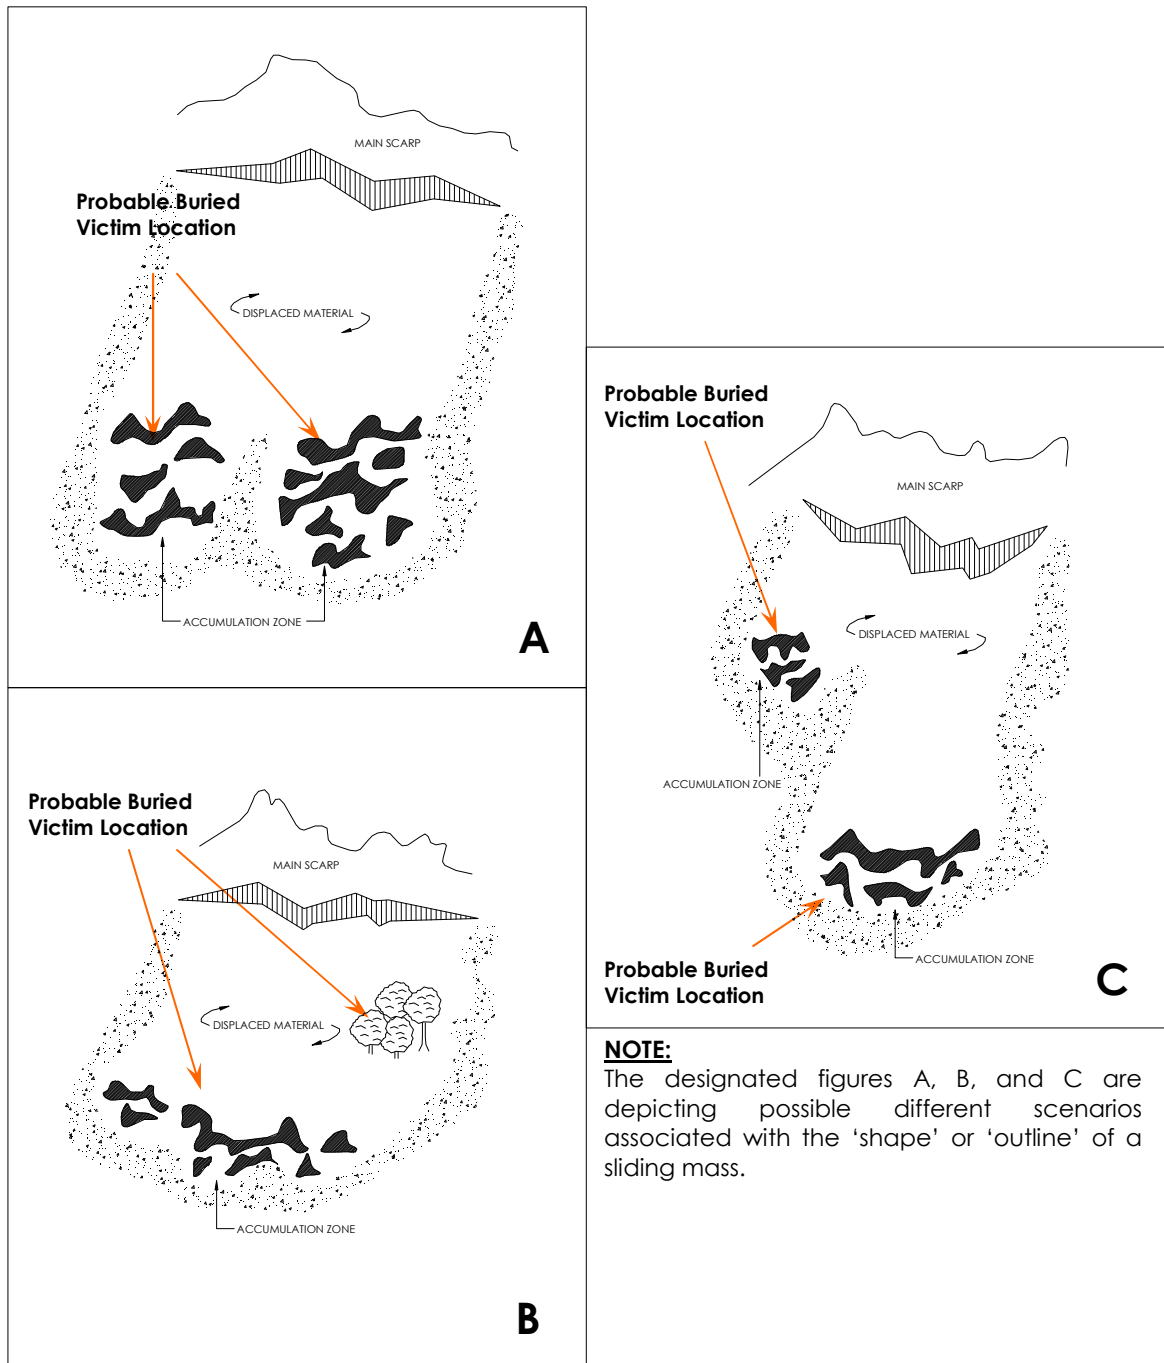 MAIN SCARP
Probable Buried
Victim Location
DISPLACED MATERIAL
ACCUMULATION ZONE
A
Probable Buried
Victim Location
MAIN SCARP
DISPLACED MATERIAL
ACCUMULATION ZONE
B
Probable Buried
Victim Location
MAIN SCARP
DISPLACED MATERIAL
ACCUMULATION ZONE
Probable Buried
Victim Location
ACCUMULATION ZONE
C
NOTE:
The designated figures A, B, and C are
depicting possible different scenarios
associated with the ‘shape’ or ‘outline’ of a
sliding mass.